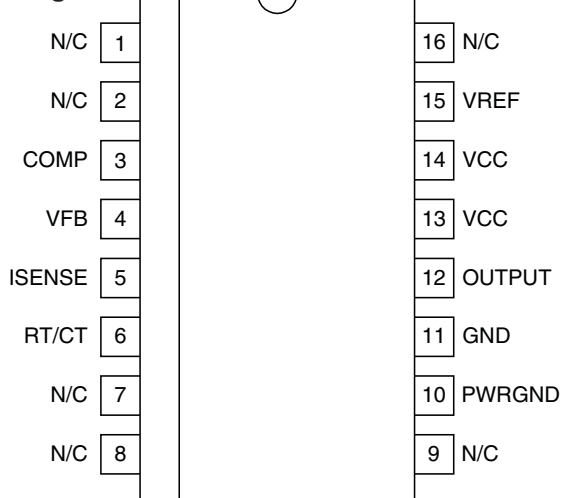 N/C 1 16 N/C
N/C 2 15 VREF
COMP 3 14 VCC
VFB 4 13 VCC
ISENSE 5 12 OUTPUT
RT/CT 6 11 GND
N/C 7 10 PWRGND
N/C 8 9 N/C